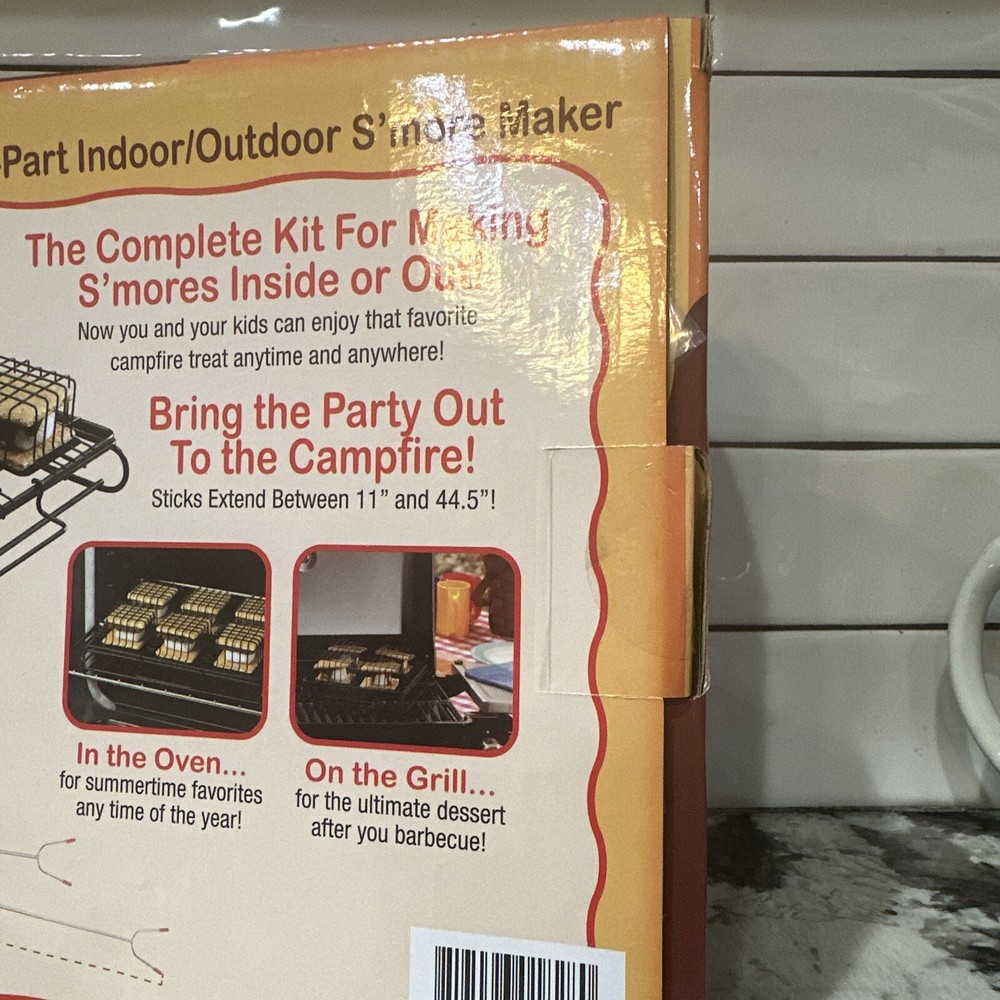 -Part Indoor/Outdoor S'more Maker
The Complete Kit For Making
S'mores Inside or Out!
Now you and your kids can enjoy that favorite
campfire treat anytime and anywhere!
Bring the Party Out
To the Campfire!
Sticks Extend Between 11" and 44.5"!
In the Oven...
for summertime favorites
any time of the year!
On the Grill...
for the ultimate dessert
after you barbecue!